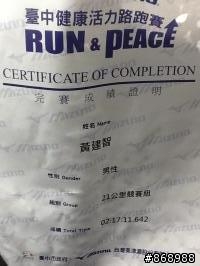 臺中健康活力路跑賽
RUN & PEACE
CERTIFICATE OF COMPLETION
完賽成績證明
姓名 Name
黃建智
性別 Gender
男性
組別 Group
21公里競賽組
成績 Total Time
02:17:11.642
臺中市政府
MIZUNO
#868988